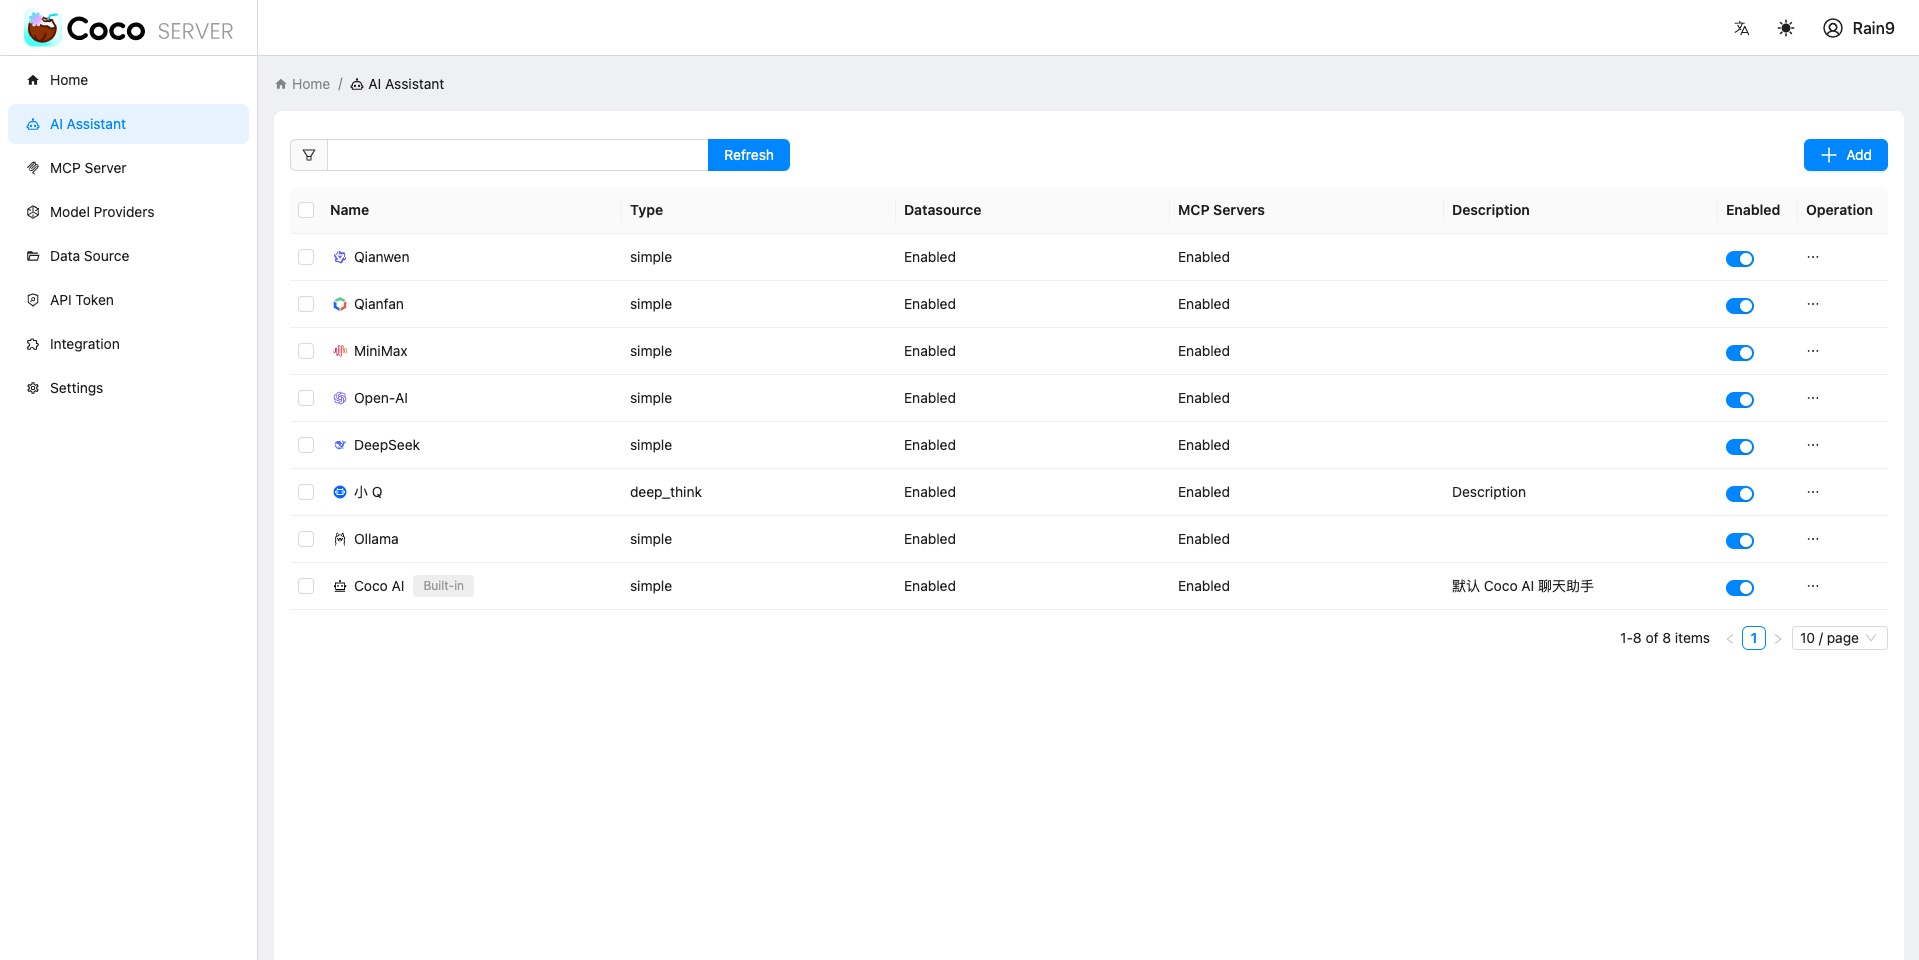 Coco SERVER
Rain9
Home
AI Assistant
MCP Server
Model Providers
Data Source
API Token
Integration
Settings
Home / AI Assistant
Refresh
Add
Name Type Datasource MCP Servers Description Enabled Operation
Qianwen simple Enabled Enabled ···
Qianfan simple Enabled Enabled ···
MiniMax simple Enabled Enabled ···
Open-AI simple Enabled Enabled ···
DeepSeek simple Enabled Enabled ···
小 Q deep_think Enabled Enabled Description ···
Ollama simple Enabled Enabled ···
Coco AI Built-in simple Enabled Enabled 默认 Coco AI 聊天助手 ···
1-8 of 8 items < 1 > 10 / page